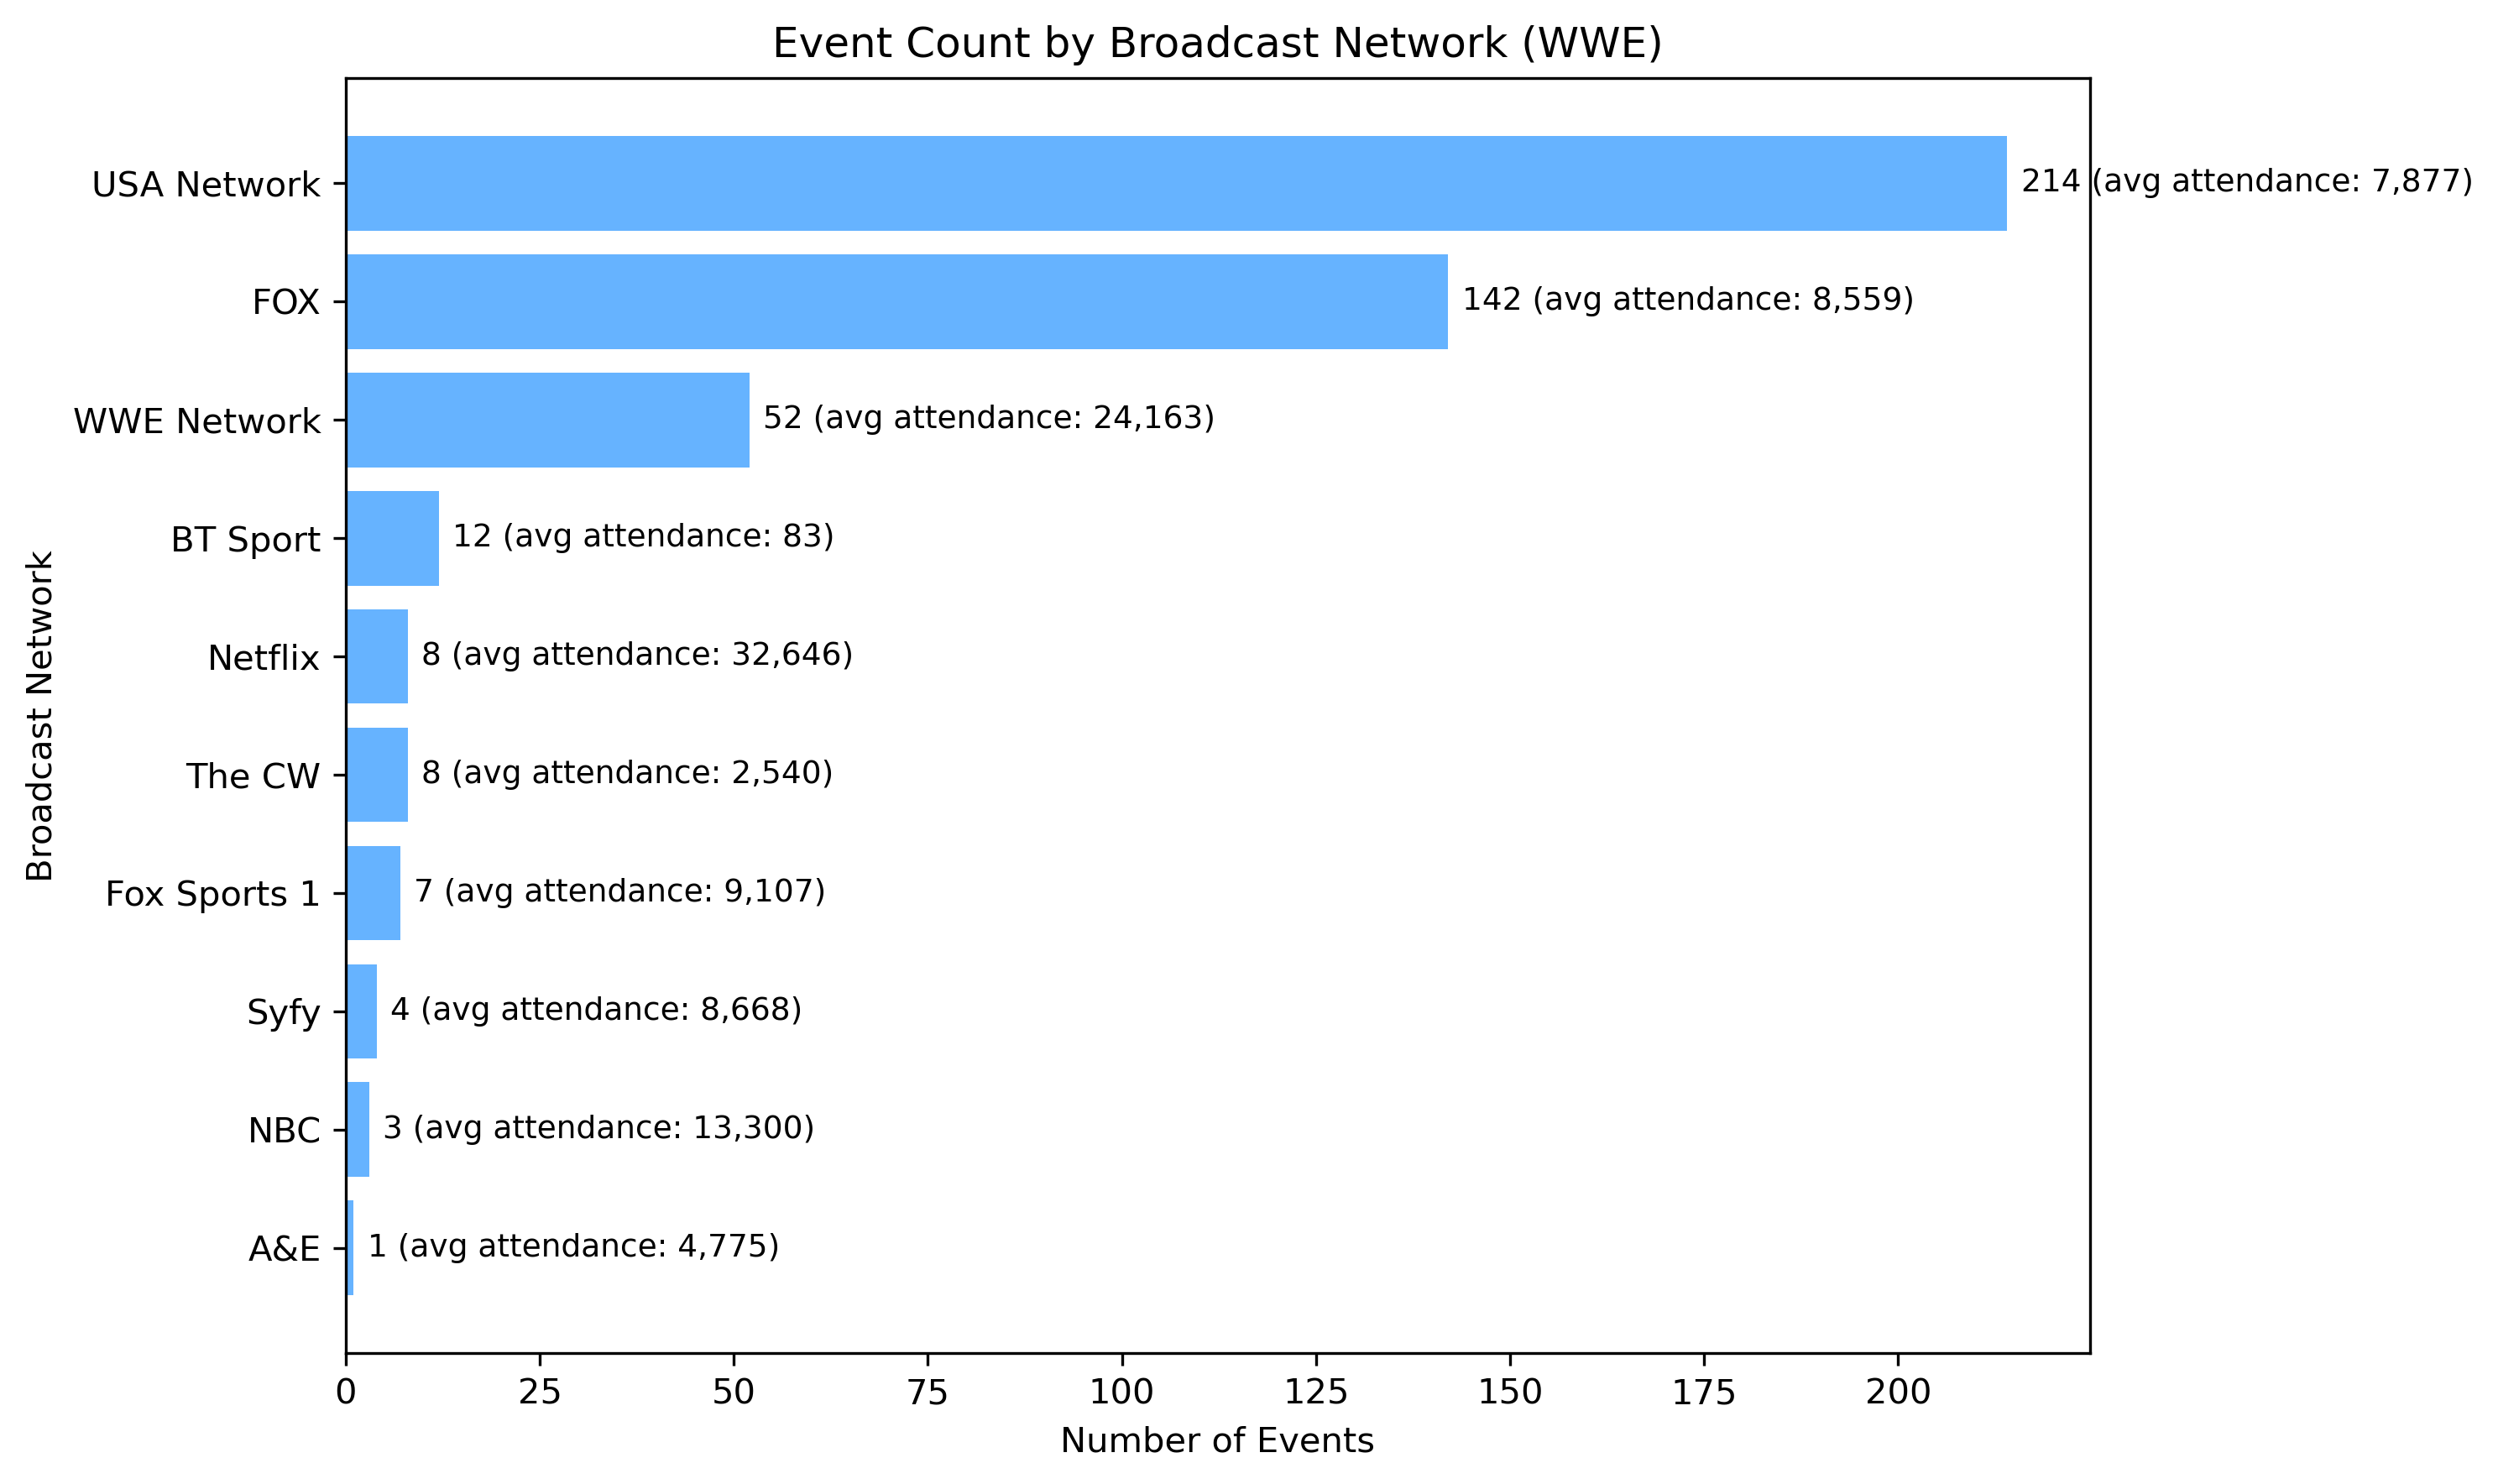 Event Count by Broadcast Network (WWE)
Broadcast Network
USA Network
214 (avg attendance: 7,877)
FOX
142 (avg attendance: 8,559)
WWE Network
52 (avg attendance: 24,163)
BT Sport
12 (avg attendance: 83)
Netflix
8 (avg attendance: 32,646)
The CW
8 (avg attendance: 2,540)
Fox Sports 1
7 (avg attendance: 9,107)
Syfy
4 (avg attendance: 8,668)
NBC
3 (avg attendance: 13,300)
A&E
1 (avg attendance: 4,775)
0 25 50 75 100 125 150 175 200
Number of Events